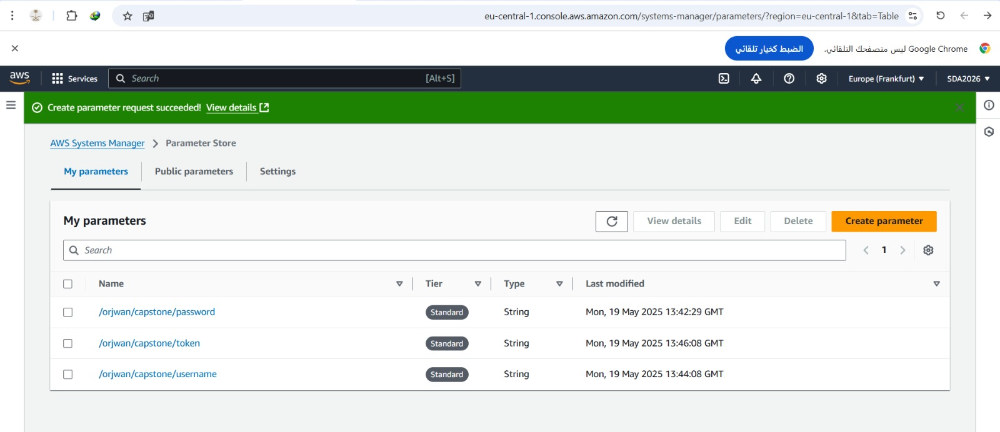 eu-central-1.console.aws.amazon.com/systems-manager/parameters/?region=eu-central-1&tab=Table
Google Chrome ليس متصفحك التلقائي.
الضبط كخيار تلقائي
aws
Services
Search
[Alt+S]
Europe (Frankfurt)
SDA2026
Create parameter request succeeded! View details
AWS Systems Manager > Parameter Store
My parameters
Public parameters
Settings
My parameters
View details
Edit
Delete
Create parameter
Search
1
Name Tier Type Last modified
/orjwan/capstone/password Standard String Mon, 19 May 2025 13:42:29 GMT
/orjwan/capstone/token Standard String Mon, 19 May 2025 13:46:08 GMT
/orjwan/capstone/username Standard String Mon, 19 May 2025 13:44:08 GMT